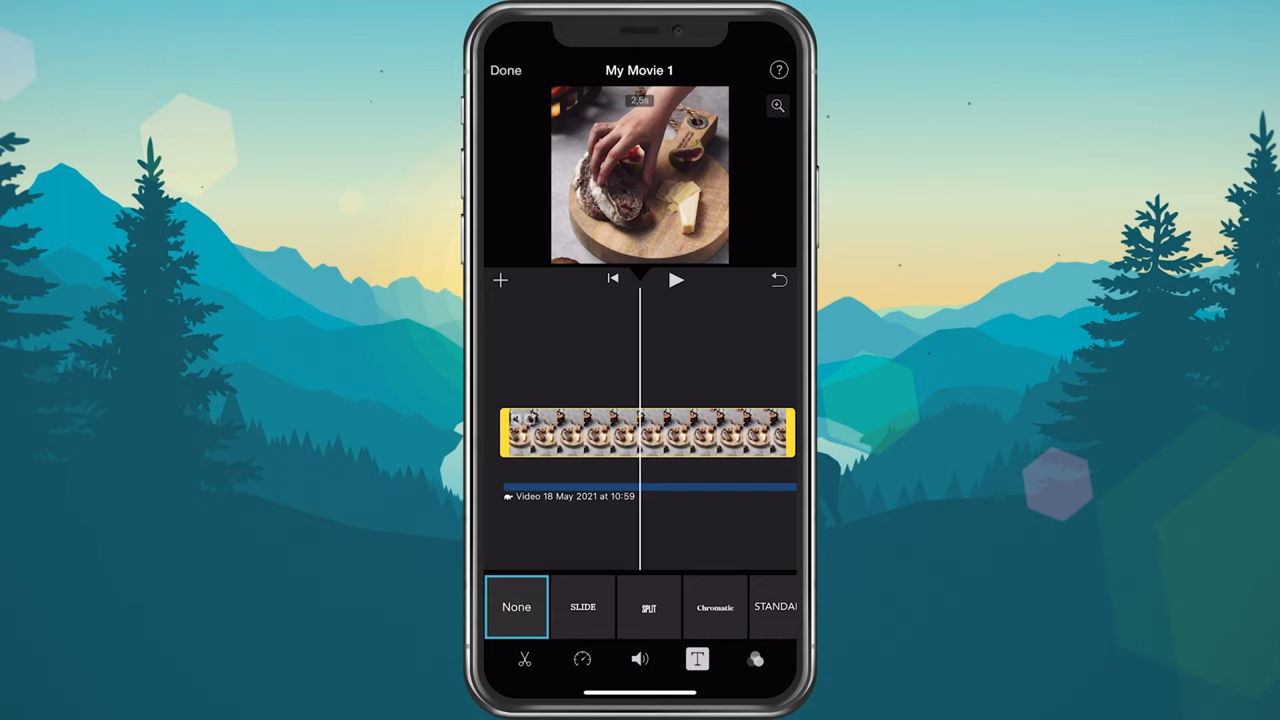 Done
My Movie 1
?
2,5s
Video 18 May 2021 at 10:59
None
SLIDE
SPLIT
Chromatic
STANDA
T